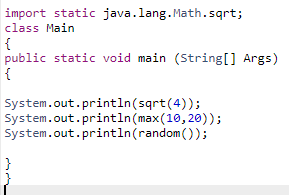 import static java.lang.Math.sqrt;
class Main
{
public static void main (String[] Args)
{
System.out.println(sqrt(4));
System.out.println(max(10,20));
System.out.println(random());
}
}